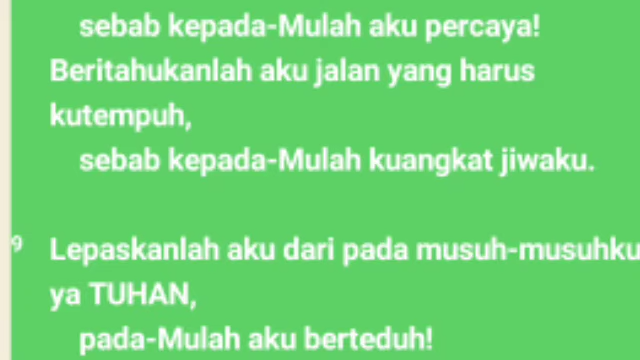 sebab kepada-Mulah aku percaya!
Beritahukanlah aku jalan yang harus
kutempuh,
sebab kepada-Mulah kuangkat jiwaku.
9 Lepaskanlah aku dari pada musuh-musuhku
ya TUHAN,
pada-Mulah aku berteduh!